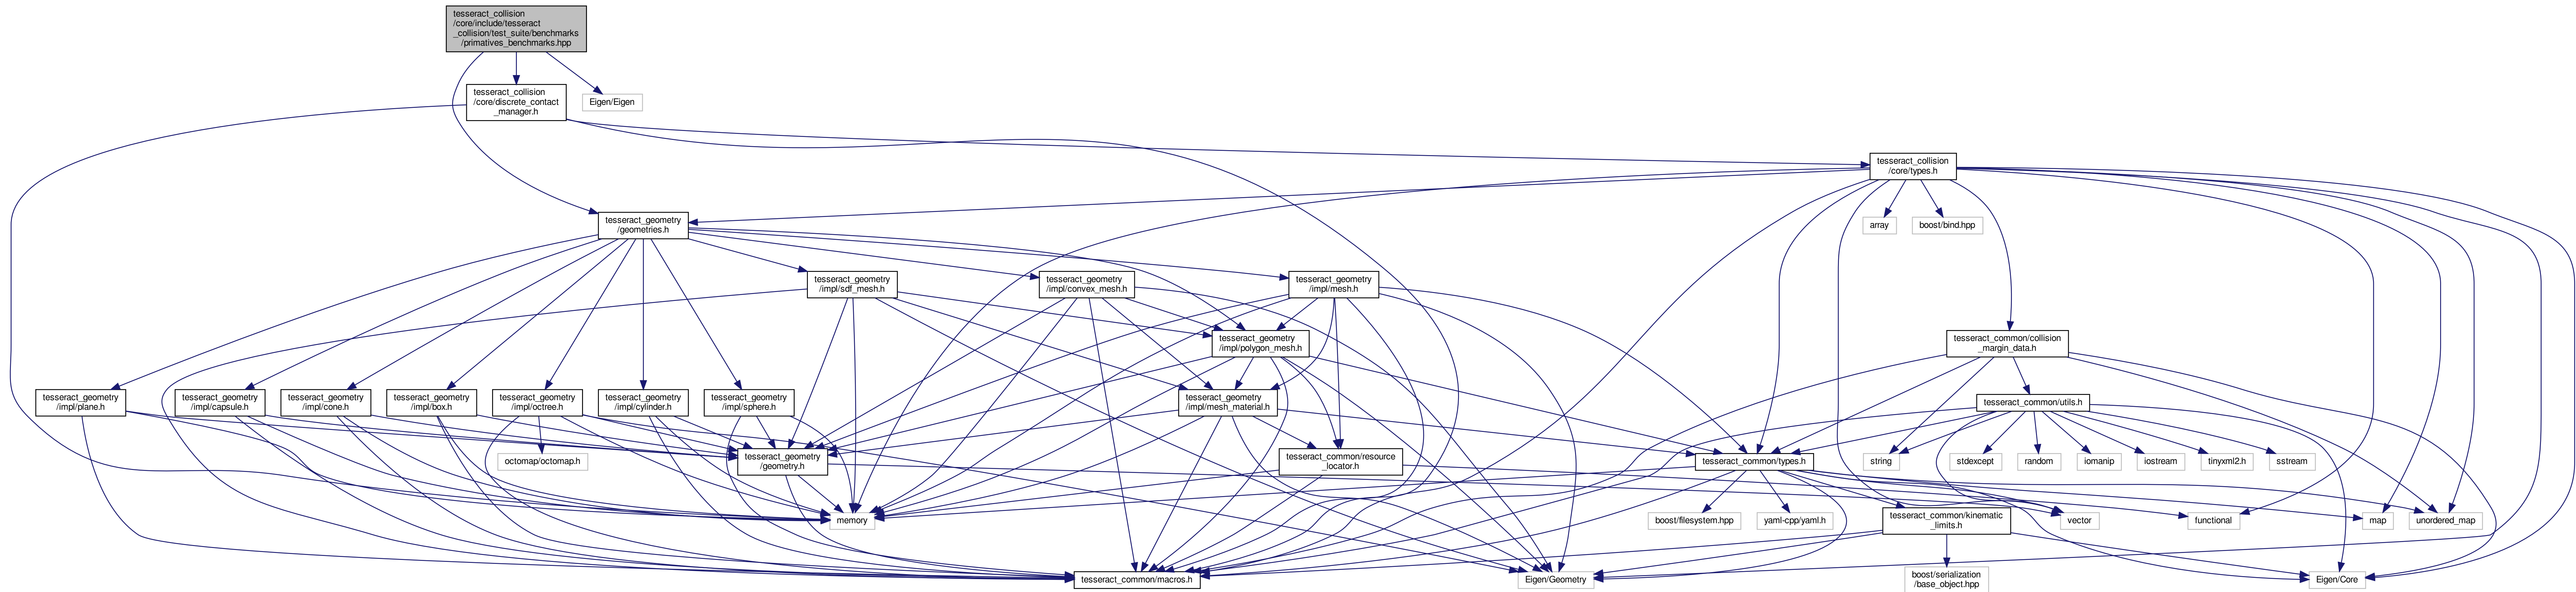 tesseract_collision
/core/include/tesseract
_collision/test_suite/benchmarks
/primatives_benchmarks.hpp
tesseract_collision
/core/discrete_contact
_manager.h
Eigen/Eigen
tesseract_collision
/core/types.h
tesseract_geometry
/geometries.h
array
boost/bind.hpp
tesseract_geometry
/impl/sdf_mesh.h
tesseract_geometry
/impl/convex_mesh.h
tesseract_geometry
/impl/mesh.h
tesseract_geometry
/impl/polygon_mesh.h
tesseract_common/collision
_margin_data.h
tesseract_geometry
/impl/plane.h
tesseract_geometry
/impl/capsule.h
tesseract_geometry
/impl/cone.h
tesseract_geometry
/impl/box.h
tesseract_geometry
/impl/octree.h
tesseract_geometry
/impl/cylinder.h
tesseract_geometry
/impl/sphere.h
tesseract_geometry
/impl/mesh_material.h
tesseract_common/utils.h
octomap/octomap.h
tesseract_geometry
/geometry.h
tesseract_common/resource
_locator.h
tesseract_common/types.h
string
stdexcept
random
iomanip
iostream
tinyxml2.h
sstream
memory
boost/filesystem.hpp
yaml-cpp/yaml.h
tesseract_common/kinematic
_limits.h
vector
functional
map
unordered_map
tesseract_common/macros.h
Eigen/Geometry
boost/serialization
/base_object.hpp
Eigen/Core